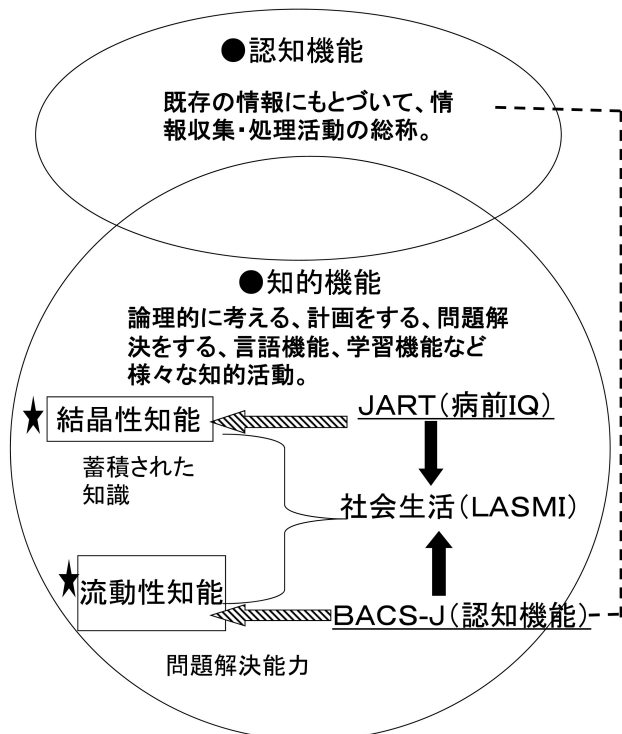 ●認知機能
既存の情報にもとづいて、情
報収集・処理活動の総称。
●知的機能
論理的に考える、計画をする、問題解
決をする、言語機能、学習機能など
様々な知的活動。
★ 結晶性知能
JART(病前IQ)
蓄積された
知識
社会生活(LASMI)
★ 流動性知能
BACS-J(認知機能)
問題解決能力